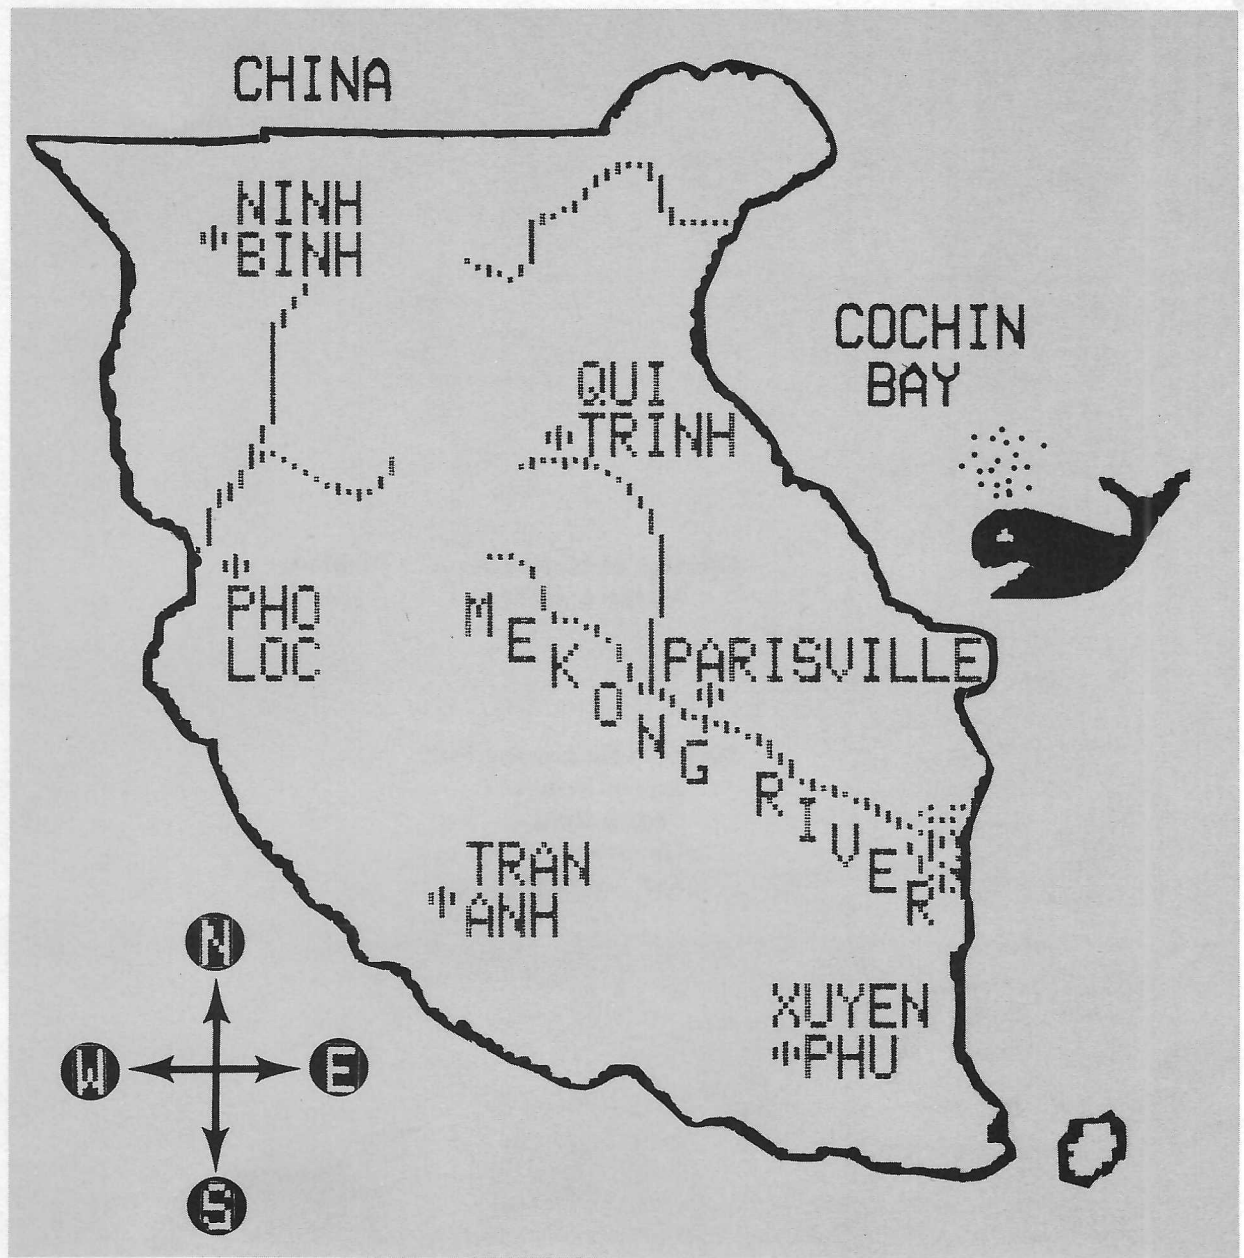 CHINA
NINH
BINH
COCHIN
BAY
QUI
TRINH
PHO
LOC
MEKONG RIVER
PARISVILLE
TRAN
ANH
XUYEN
PHU
N
W
E
S